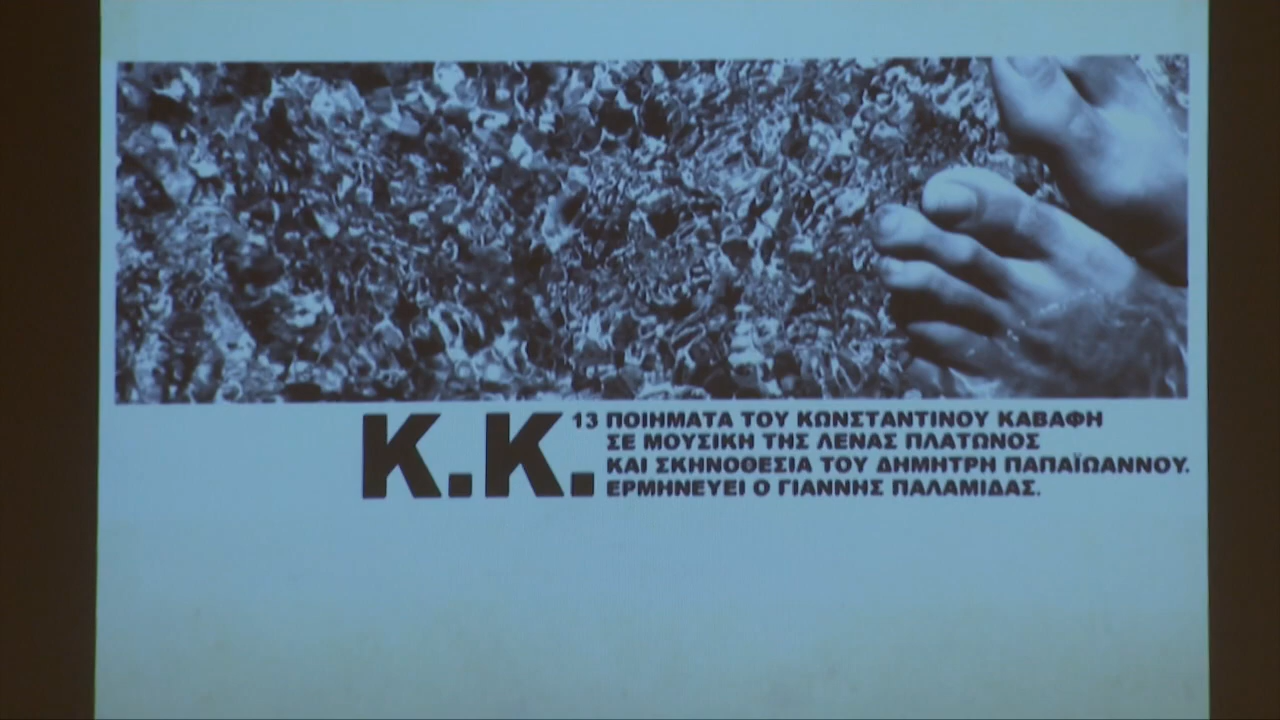 Κ.Κ.
13 ΠΟΙΗΜΑΤΑ ΤΟΥ ΚΩΝΣΤΑΝΤΙΝΟΥ ΚΑΒΑΦΗ
ΣΕ ΜΟΥΣΙΚΗ ΤΗΣ ΛΕΝΑΣ ΠΛΑΤΩΝΟΣ
ΚΑΙ ΣΚΗΝΟΘΕΣΙΑ ΤΟΥ ΔΗΜΗΤΡΗ ΠΑΠΑΪΩΑΝΝΟΥ.
ΕΡΜΗΝΕΥΕΙ Ο ΓΙΑΝΝΗΣ ΠΑΛΑΜΙΔΑΣ.